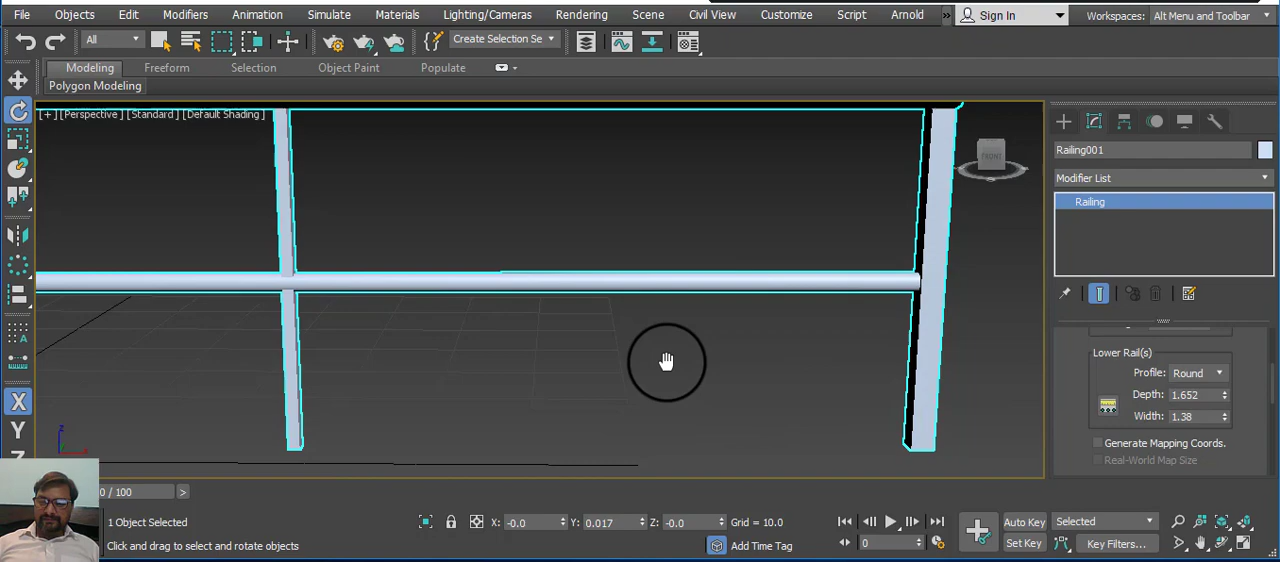 File Objects Edit Modifiers Animation Simulate Materials Lighting/Cameras Rendering Scene Civil View Customize Script Arnold » Sign In Workspaces: Alt Menu and Toolbar
All Create Selection Se
Modeling Freeform Selection Object Paint Populate
Polygon Modeling
[+] [Perspective] [Standard] [Default Shading]
FRONT
Railing001
Modifier List
Railing
Lower Rail(s)
Profile: Round
Depth: 1.652
Width: 1.38
Generate Mapping Coords.
Real-World Map Size
X
Y
z
0 / 100 >
1 Object Selected X: -0.0 Y: 0.017 Z: -0.0 Grid = 10.0 Auto Key Selected
Click and drag to select and rotate objects Add Time Tag 0 Set Key Key Filters...